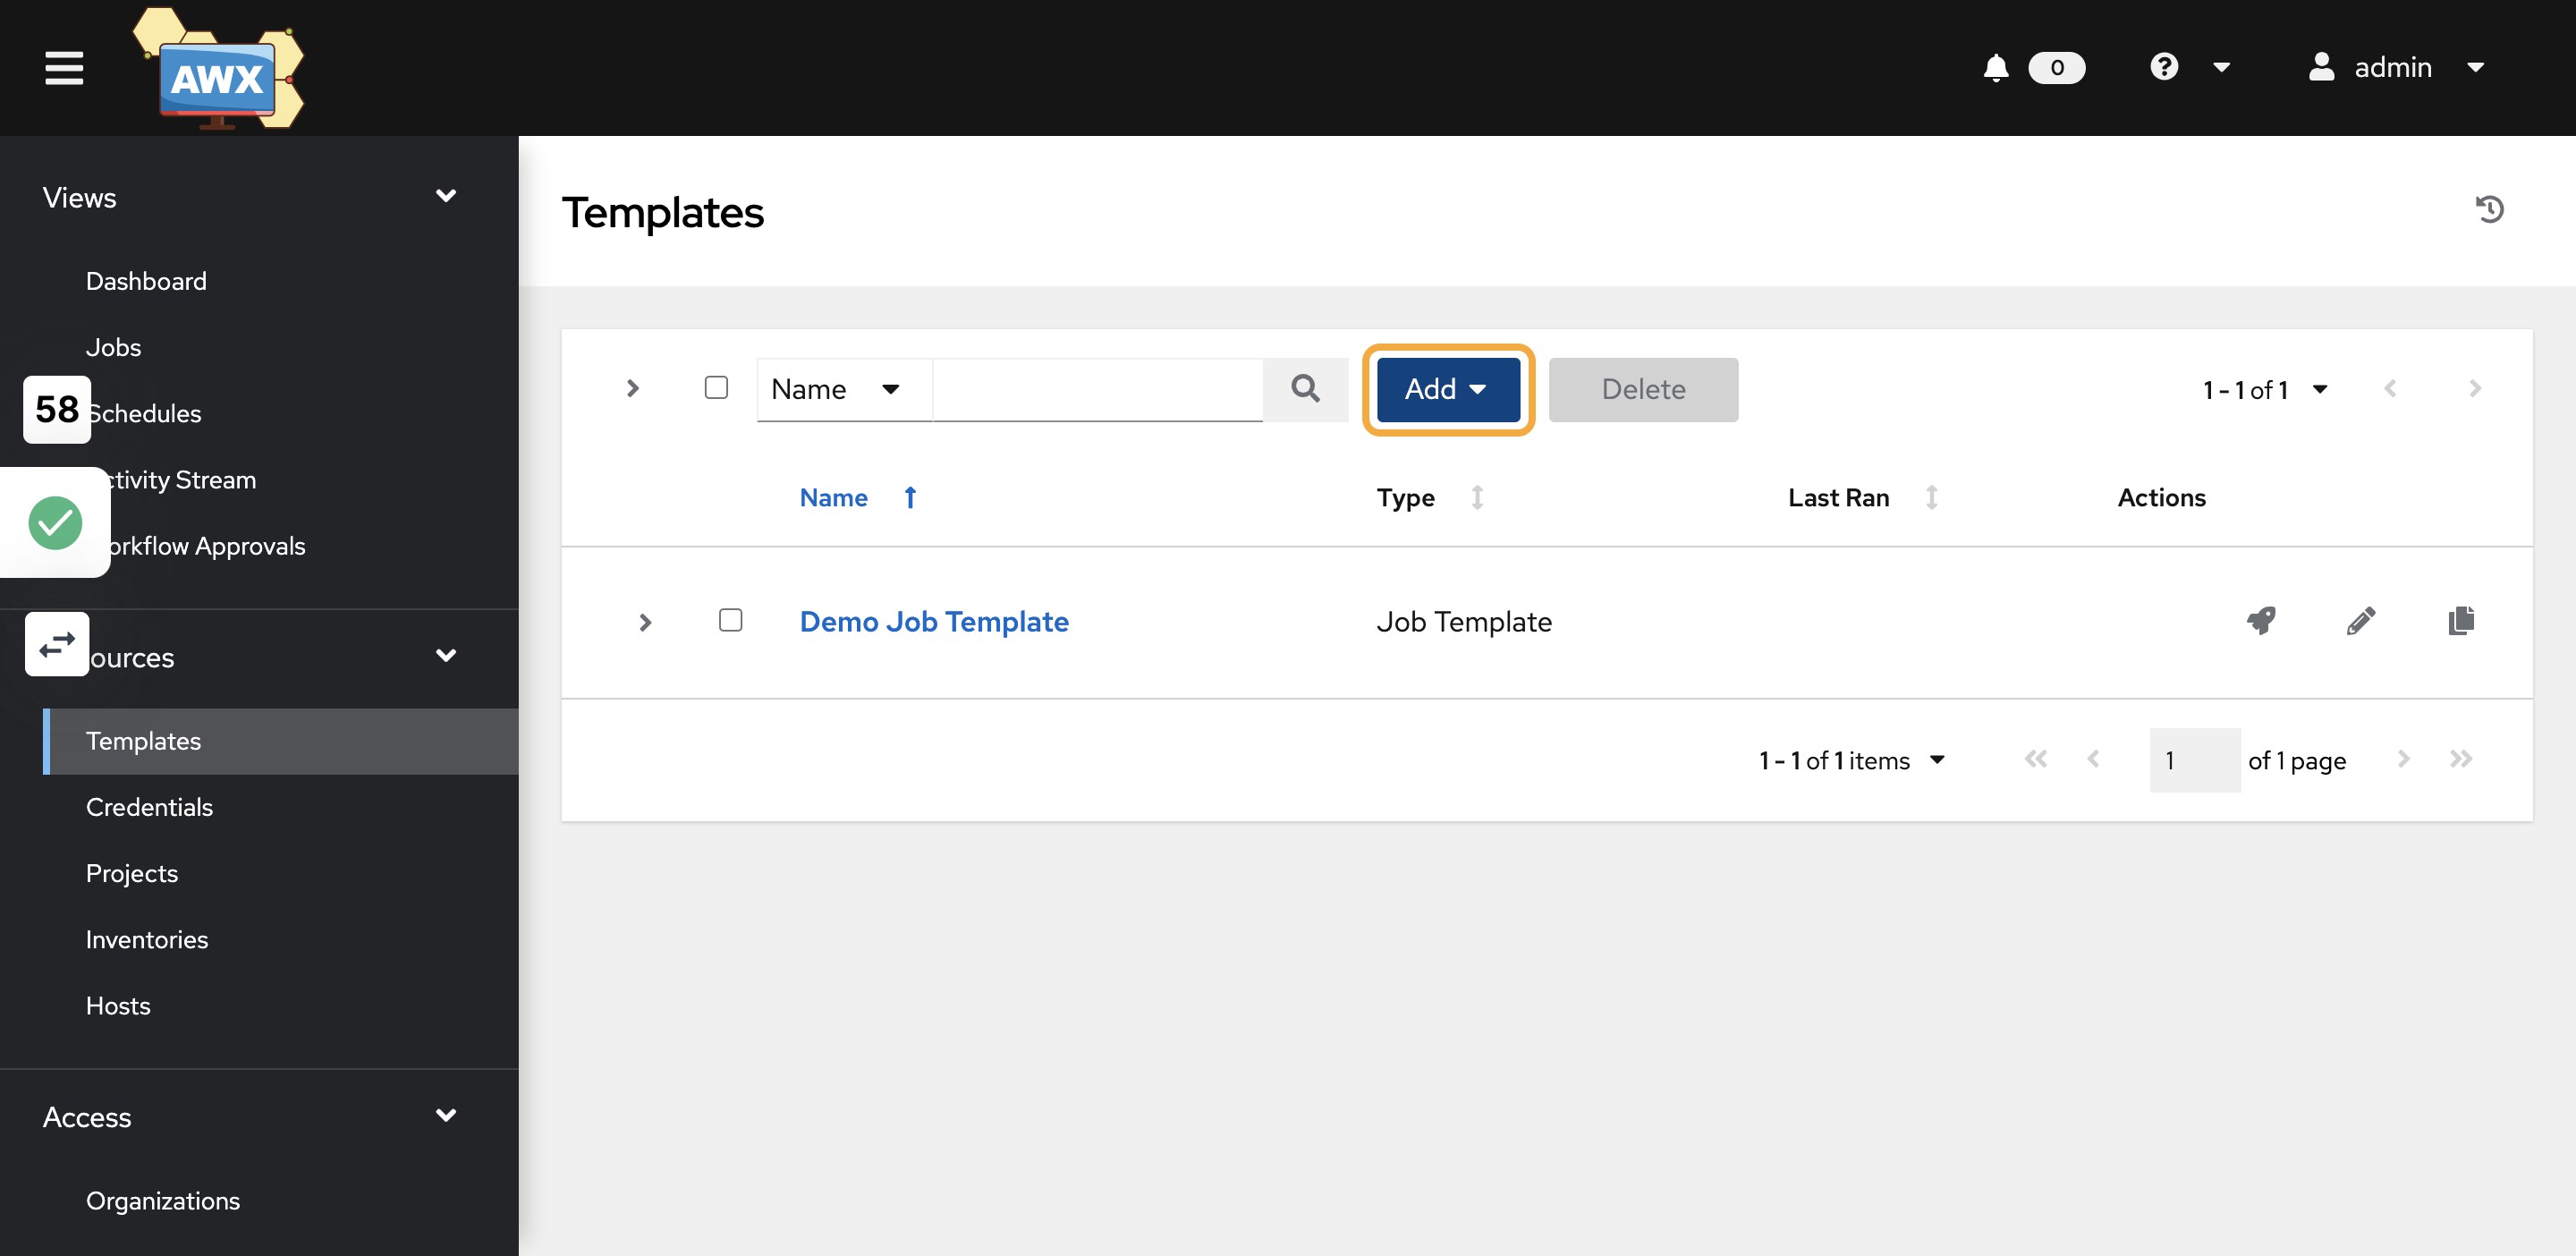 AWX
0
admin
Views
Dashboard
Jobs
58
Schedules
ctivity Stream
orkflow Approvals
ources
Templates
Credentials
Projects
Inventories
Hosts
Access
Organizations
Templates
Name
Add
Delete
1 - 1 of 1
Name Type Last Ran Actions
Demo Job Template Job Template
1 - 1 of 1 items
1 of 1 page